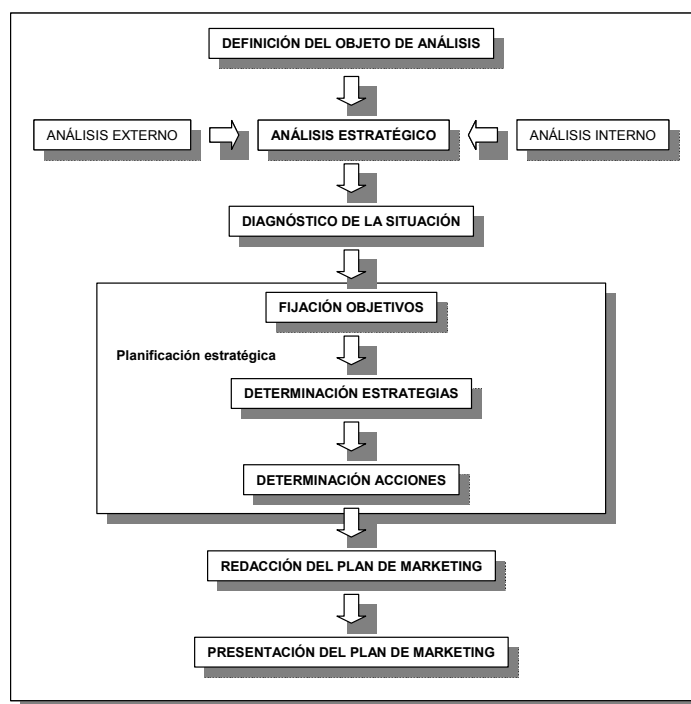 DEFINICIÓN DEL OBJETO DE ANÁLISIS
ANÁLISIS EXTERNO
ANÁLISIS ESTRATÉGICO
ANÁLISIS INTERNO
DIAGNÓSTICO DE LA SITUACIÓN
FIJACIÓN OBJETIVOS
Planificación estratégica
DETERMINACIÓN ESTRATEGIAS
DETERMINACIÓN ACCIONES
REDACCIÓN DEL PLAN DE MARKETING
PRESENTACIÓN DEL PLAN DE MARKETING